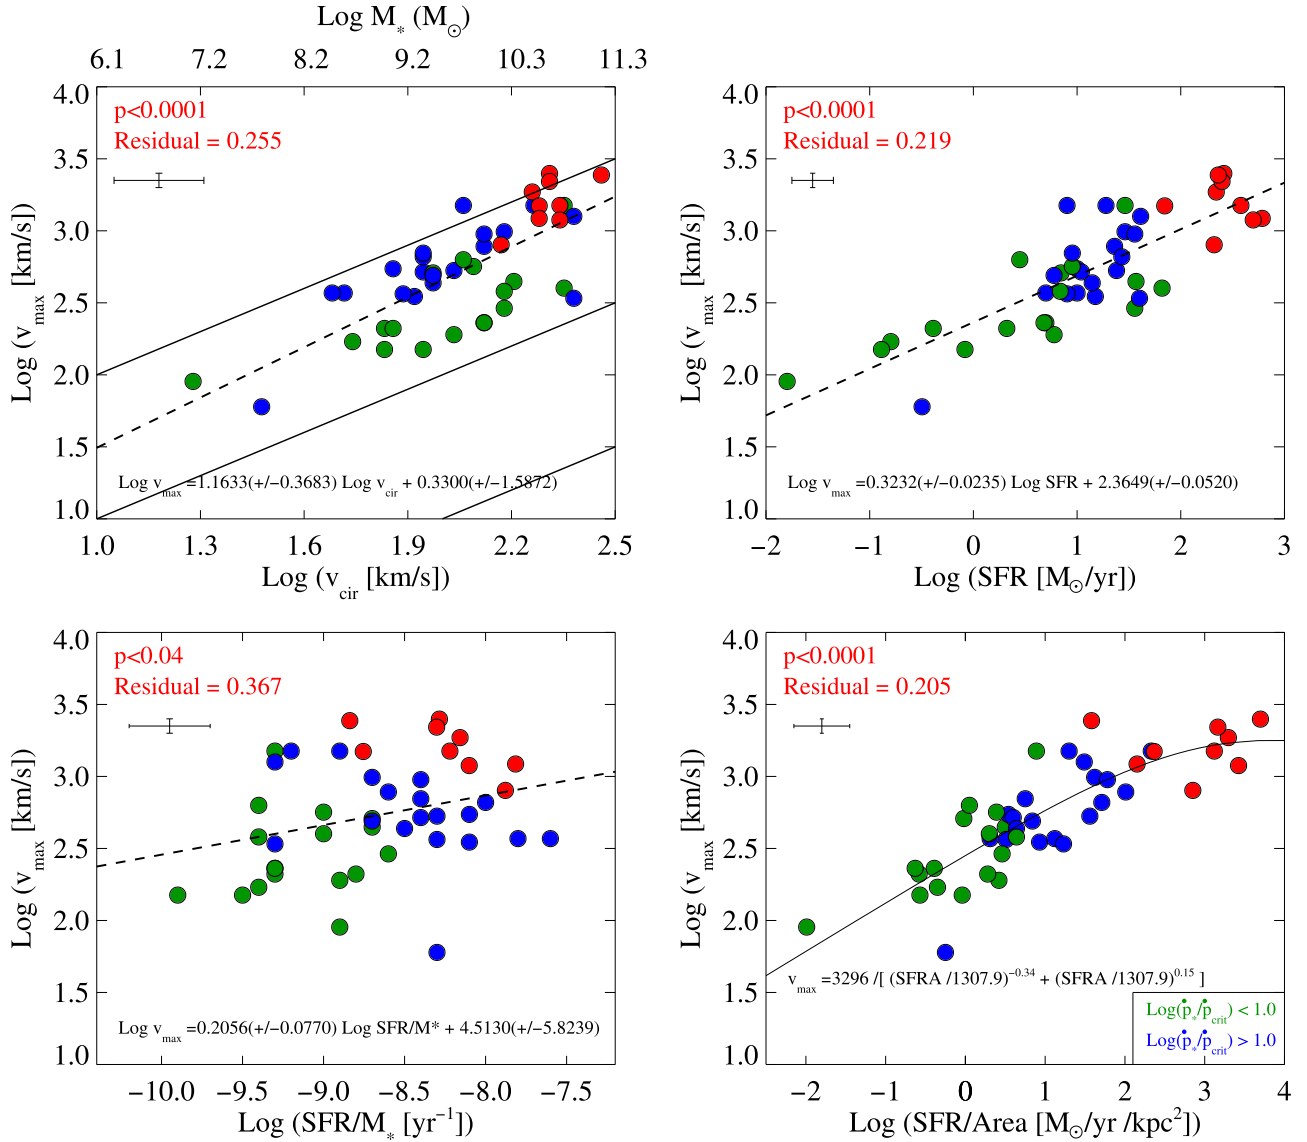 Log M* (M⊙)
6.1 7.2 8.2 9.2 10.3 11.3
p<0.0001
Residual = 0.255
4.0
3.5
3.0
2.5
2.0
1.5
1.0
Log (vmax [km/s])
Log vmax =1.1633(+/−0.3683) Log vcir + 0.3300(+/−1.5872)
1.0 1.3 1.6 1.9 2.2 2.5
Log (vcir [km/s])
p<0.0001
Residual = 0.219
4.0
3.5
3.0
2.5
2.0
1.5
1.0
Log (vmax [km/s])
Log vmax =0.3232(+/−0.0235) Log SFR + 2.3649(+/−0.0520)
−2 −1 0 1 2 3
Log (SFR [M⊙/yr])
p<0.04
Residual = 0.367
4.0
3.5
3.0
2.5
2.0
1.5
1.0
Log (vmax [km/s])
Log vmax =0.2056(+/−0.0770) Log SFR/M* + 4.5130(+/−5.8239)
−10.0 −9.5 −9.0 −8.5 −8.0 −7.5
Log (SFR/M* [yr⁻¹])
p<0.0001
Residual = 0.205
4.0
3.5
3.0
2.5
2.0
1.5
1.0
Log (vmax [km/s])
vmax =3296 /[ (SFRA /1307.9)^−0.34 + (SFRA /1307.9)^0.15 ]
Log(ṗ*/ṗcrit) < 1.0
Log(ṗ*/ṗcrit) > 1.0
−2 −1 0 1 2 3 4
Log (SFR/Area [M⊙/yr /kpc²])